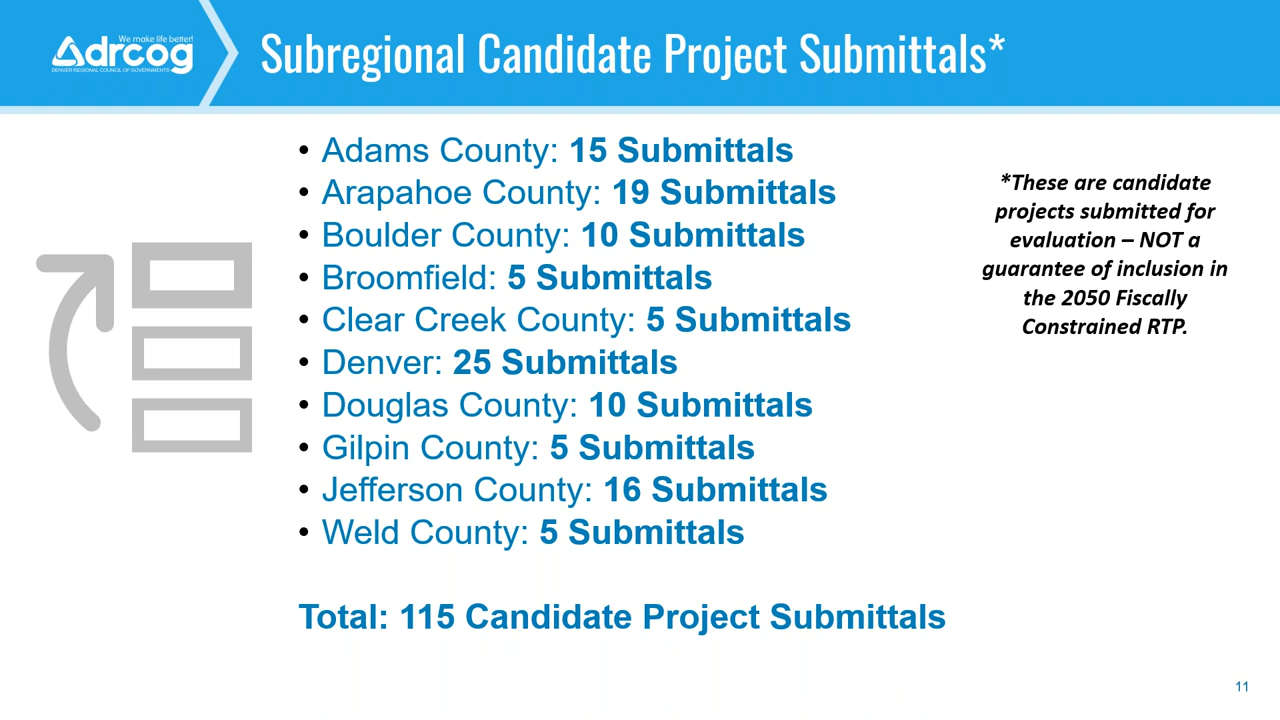 We make life better!
drcog
DENVER REGIONAL COUNCIL OF GOVERNMENTS
Subregional Candidate Project Submittals*
• Adams County: 15 Submittals
• Arapahoe County: 19 Submittals
• Boulder County: 10 Submittals
• Broomfield: 5 Submittals
• Clear Creek County: 5 Submittals
• Denver: 25 Submittals
• Douglas County: 10 Submittals
• Gilpin County: 5 Submittals
• Jefferson County: 16 Submittals
• Weld County: 5 Submittals
Total: 115 Candidate Project Submittals
*These are candidate
projects submitted for
evaluation – NOT a
guarantee of inclusion in
the 2050 Fiscally
Constrained RTP.
11